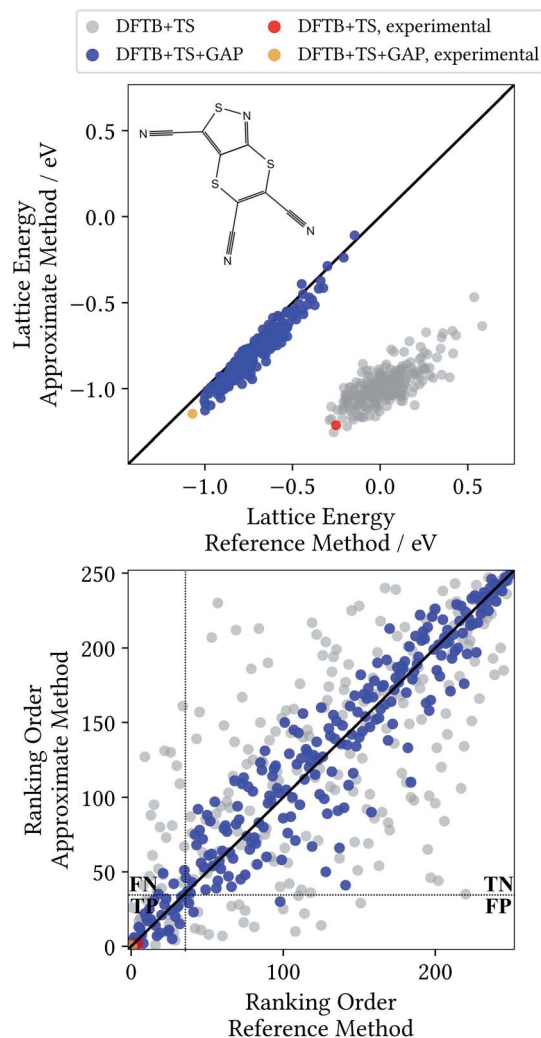 DFTB+TS
DFTB+TS, experimental
DFTB+TS+GAP
DFTB+TS+GAP, experimental
0.5
0.0
−0.5
−1.0
Lattice Energy
Approximate Method / eV
S
N
N
S
S
N
N
−1.0
−0.5
0.0
0.5
Lattice Energy
Reference Method / eV
250
200
150
100
50
0
Ranking Order
Approximate Method
FN
TN
TP
FP
0
100
200
Ranking Order
Reference Method